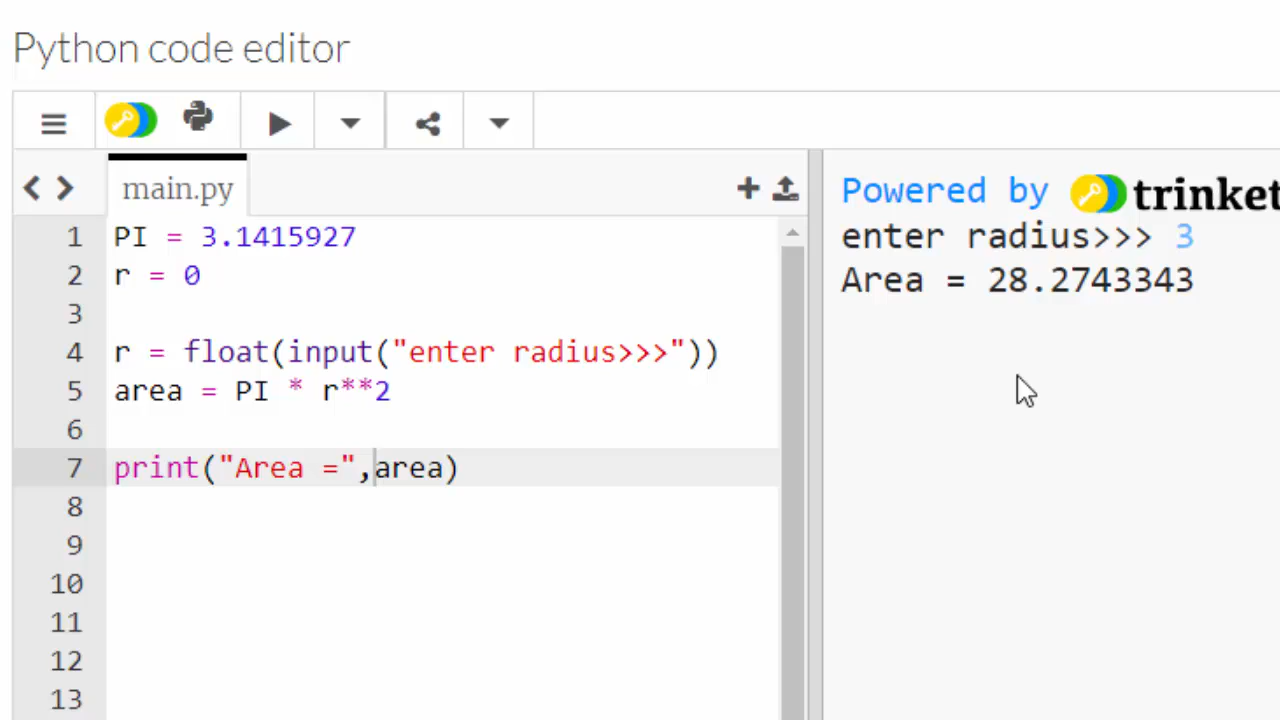 Python code editor
main.py
1 PI = 3.1415927
2 r = 0
3
4 r = float(input("enter radius>>>"))
5 area = PI * r**2
6
7 print("Area =",area)
8
9
10
11
12
13
Powered by trinket
enter radius>>> 3
Area = 28.2743343